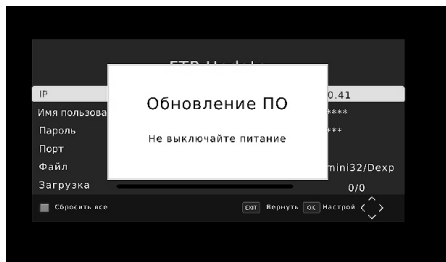 IP 0.41
Обновление ПО
Имя пользова ****
Не выключайте питание
Пароль ***
Порт
Файл mini32/Dexp
Загрузка 0/0
Сбросить все EXIT Вернуть OK Настрой